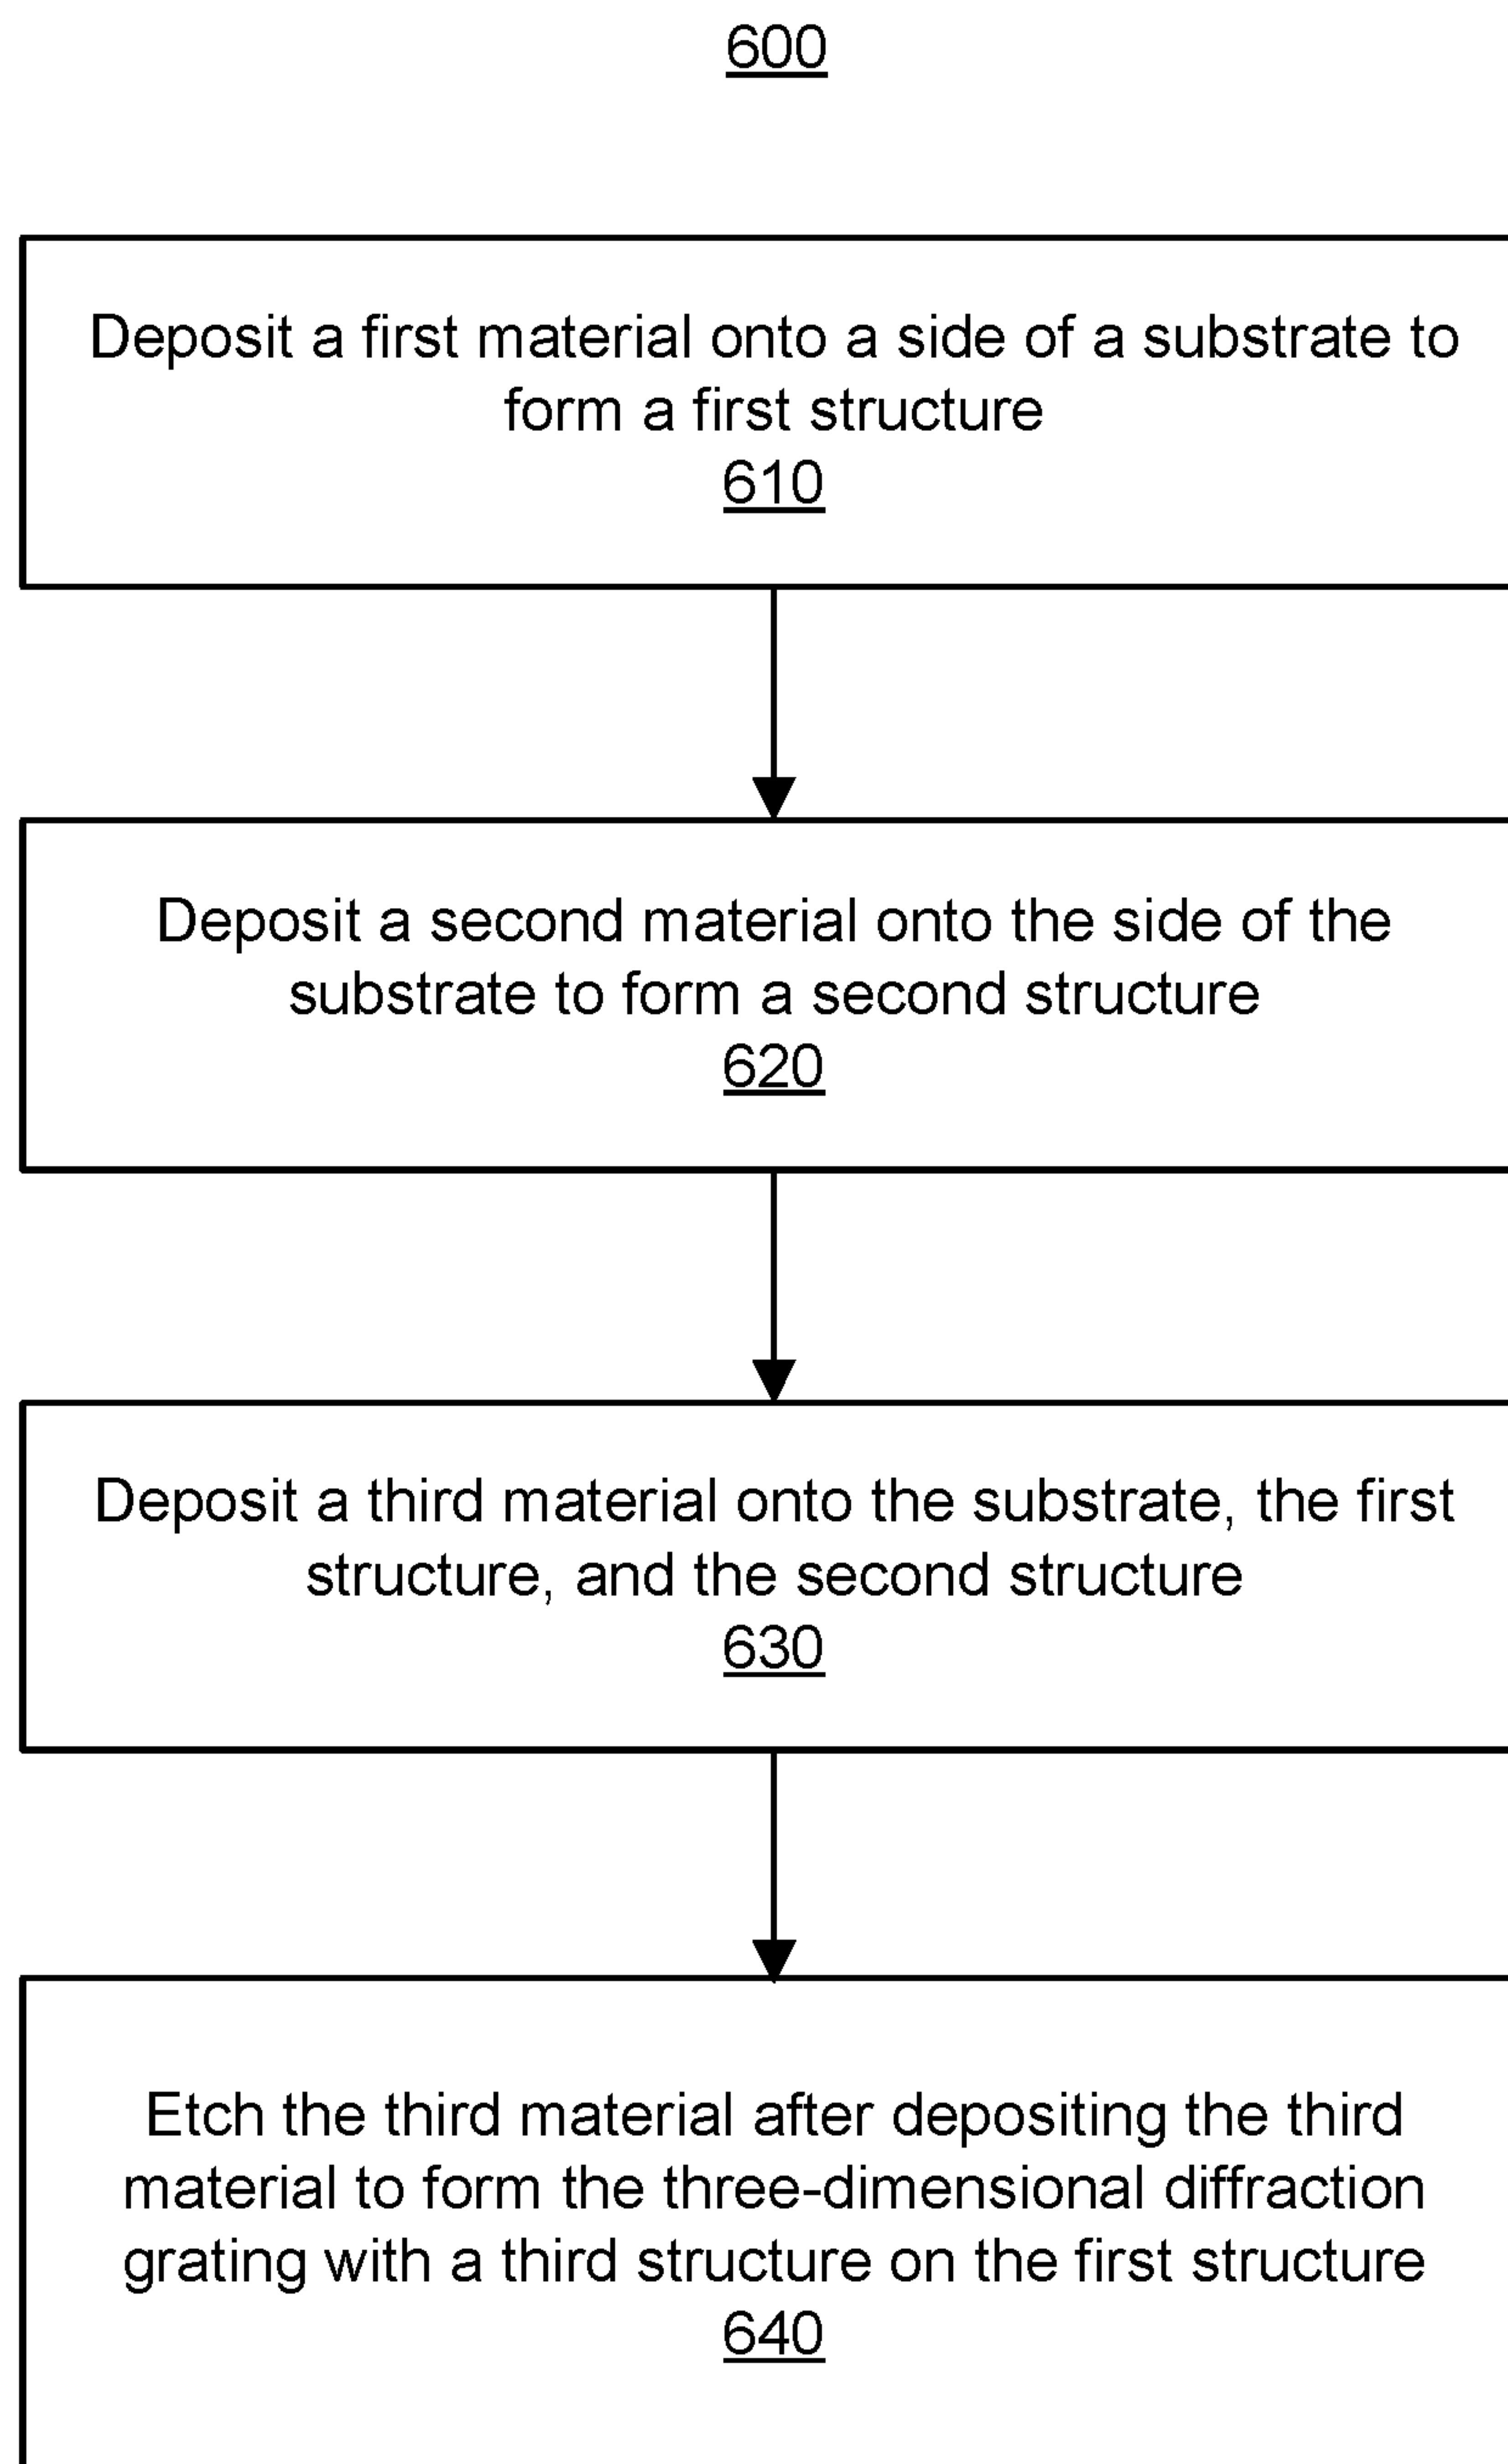 600
Deposit a first material onto a side of a substrate to
form a first structure
610
Deposit a second material onto the side of the
substrate to form a second structure
620
Deposit a third material onto the substrate, the first
structure, and the second structure
630
Etch the third material after depositing the third
material to form the three-dimensional diffraction
grating with a third structure on the first structure
640